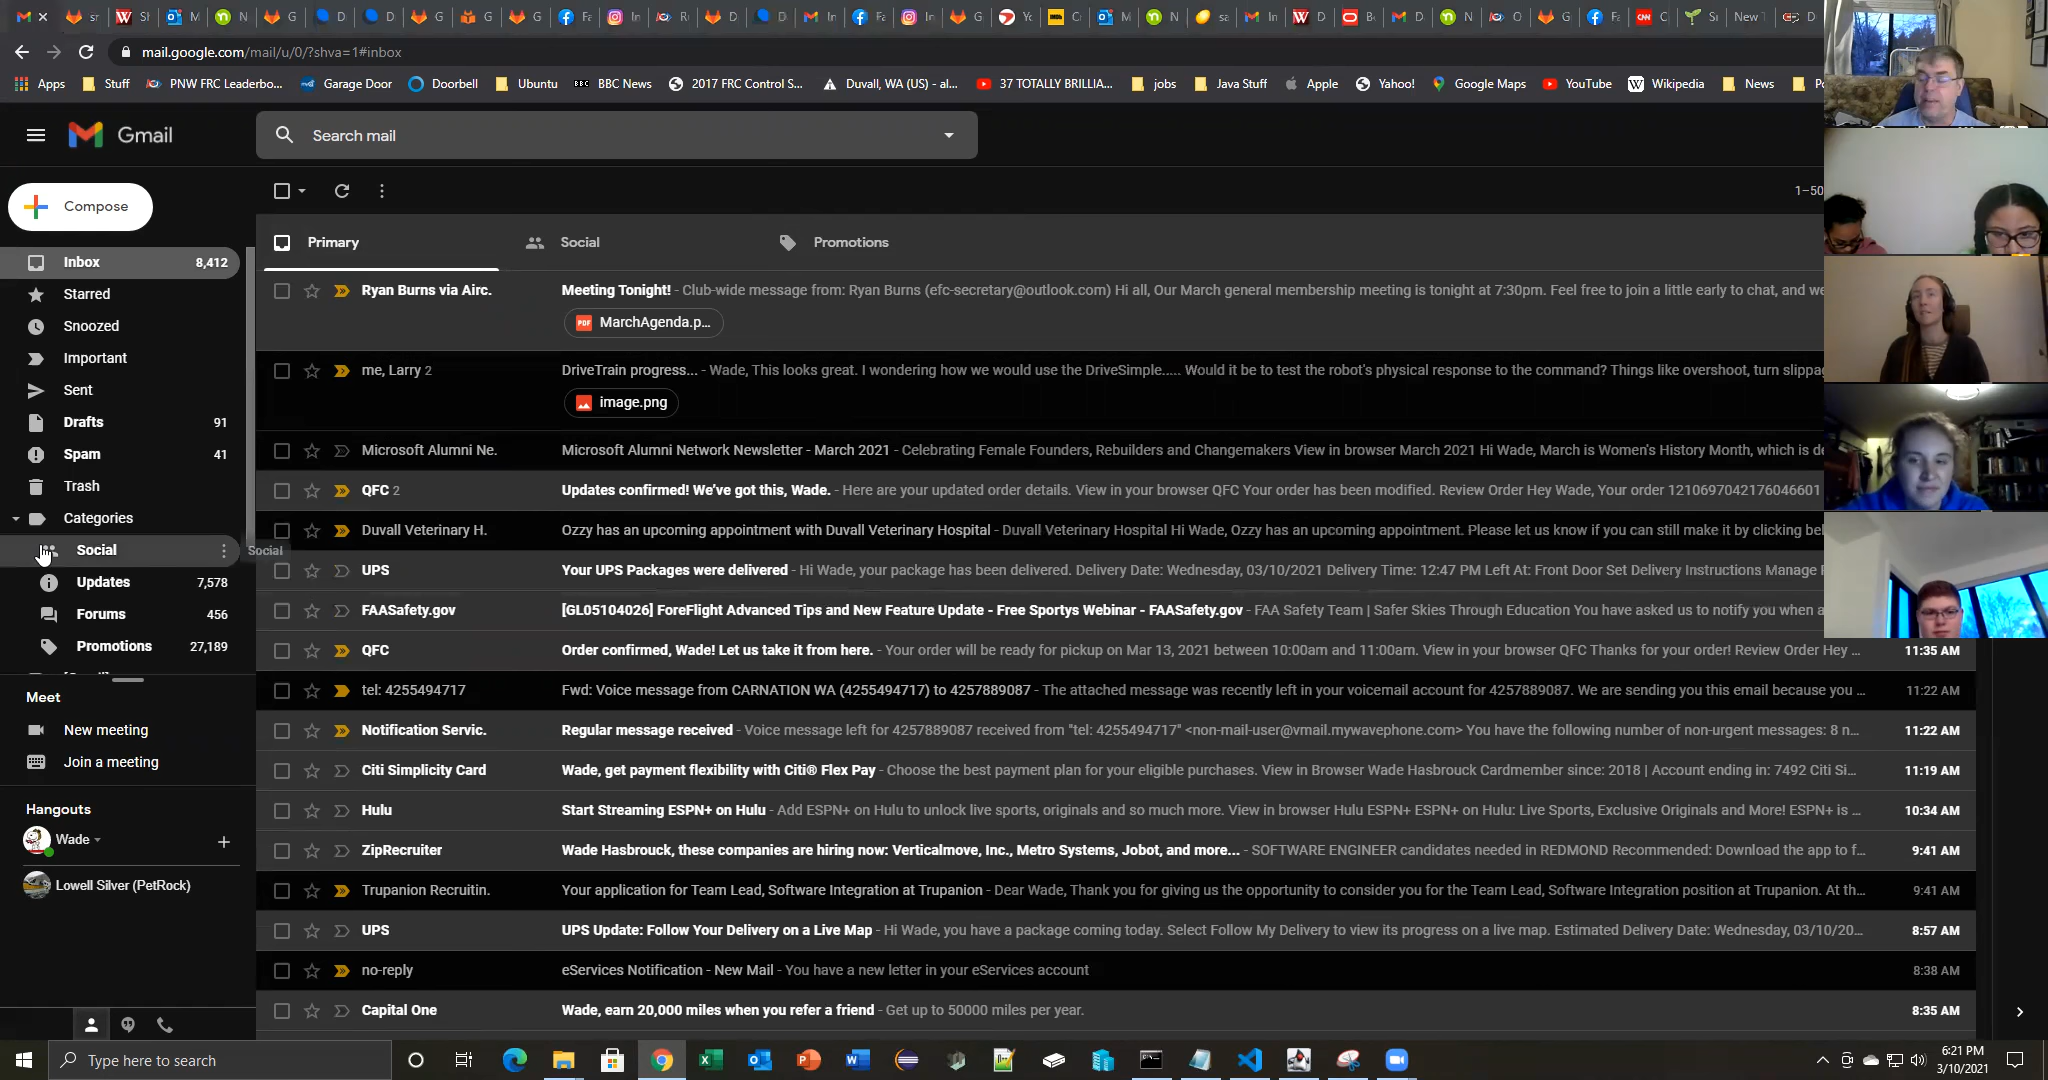 mail.google.com/mail/u/0/?shva=1#inbox
Apps Stuff PNW FRC Leaderbo... Garage Door Doorbell Ubuntu BBC News 2017 FRC Control S... Duvall, WA (US) - al... 37 TOTALLY BRILLIA... jobs Java Stuff Apple Yahoo! Google Maps YouTube Wikipedia News
Gmail
Search mail
Compose
1–50
Primary Social Promotions
Inbox 8,412
Starred
Snoozed
Important
Sent
Drafts 91
Spam 41
Trash
Categories
Social
Social
Updates 7,578
Forums 456
Promotions 27,189
Meet
New meeting
Join a meeting
Hangouts
Wade
Lowell Silver (PetRock)
Ryan Burns via Airc. Meeting Tonight! - Club-wide message from: Ryan Burns (efc-secretary@outlook.com) Hi all, Our March general membership meeting is tonight at 7:30pm. Feel free to join a little early to chat, and we
PDF MarchAgenda.p...
me, Larry 2 DriveTrain progress... - Wade, This looks great. I wondering how we would use the DriveSimple..... Would it be to test the robot's physical response to the command? Things like overshoot, turn slippag
image.png
Microsoft Alumni Ne. Microsoft Alumni Network Newsletter - March 2021 - Celebrating Female Founders, Rebuilders and Changemakers View in browser March 2021 Hi Wade, March is Women's History Month, which is de
QFC 2 Updates confirmed! We've got this, Wade. - Here are your updated order details. View in your browser QFC Your order has been modified. Review Order Hey Wade, Your order 1210697042176046601
Duvall Veterinary H. Ozzy has an upcoming appointment with Duvall Veterinary Hospital - Duvall Veterinary Hospital Hi Wade, Ozzy has an upcoming appointment. Please let us know if you can still make it by clicking bel
UPS Your UPS Packages were delivered - Hi Wade, your package has been delivered. Delivery Date: Wednesday, 03/10/2021 Delivery Time: 12:47 PM Left At: Front Door Set Delivery Instructions Manage
FAASafety.gov [GL05104026] ForeFlight Advanced Tips and New Feature Update - Free Sportys Webinar - FAASafety.gov - FAA Safety Team | Safer Skies Through Education You have asked us to notify you when a
QFC Order confirmed, Wade! Let us take it from here. - Your order will be ready for pickup on Mar 13, 2021 between 10:00am and 11:00am. View in your browser QFC Thanks for your order! Review Order Hey ... 11:35 AM
tel: 4255494717 Fwd: Voice message from CARNATION WA (4255494717) to 4257889087 - The attached message was recently left in your voicemail account for 4257889087. We are sending you this email because you ... 11:22 AM
Notification Servic. Regular message received - Voice message left for 4257889087 received from "tel: 4255494717" <non-mail-user@vmail.mywavephone.com> You have the following number of non-urgent messages: 8 n... 11:22 AM
Citi Simplicity Card Wade, get payment flexibility with Citi® Flex Pay - Choose the best payment plan for your eligible purchases. View in Browser Wade Hasbrouck Cardmember since: 2018 | Account ending in: 7492 Citi Si... 11:19 AM
Hulu Start Streaming ESPN+ on Hulu - Add ESPN+ on Hulu to unlock live sports, originals and so much more. View in browser Hulu ESPN+ ESPN+ on Hulu: Live Sports, Exclusive Originals and More! ESPN+ is ... 10:34 AM
ZipRecruiter Wade Hasbrouck, these companies are hiring now: Verticalmove, Inc., Metro Systems, Jobot, and more... - SOFTWARE ENGINEER candidates needed in REDMOND Recommended: Download the app to f... 9:41 AM
Trupanion Recruitin. Your application for Team Lead, Software Integration at Trupanion - Dear Wade, Thank you for giving us the opportunity to consider you for the Team Lead, Software Integration position at Trupanion. At th... 9:41 AM
UPS UPS Update: Follow Your Delivery on a Live Map - Hi Wade, you have a package coming today. Select Follow My Delivery to view its progress on a live map. Estimated Delivery Date: Wednesday, 03/10/20... 8:57 AM
no-reply eServices Notification - New Mail - You have a new letter in your eServices account 8:38 AM
Capital One Wade, earn 20,000 miles when you refer a friend - Get up to 50000 miles per year. 8:35 AM
Type here to search
6:21 PM
3/10/2021